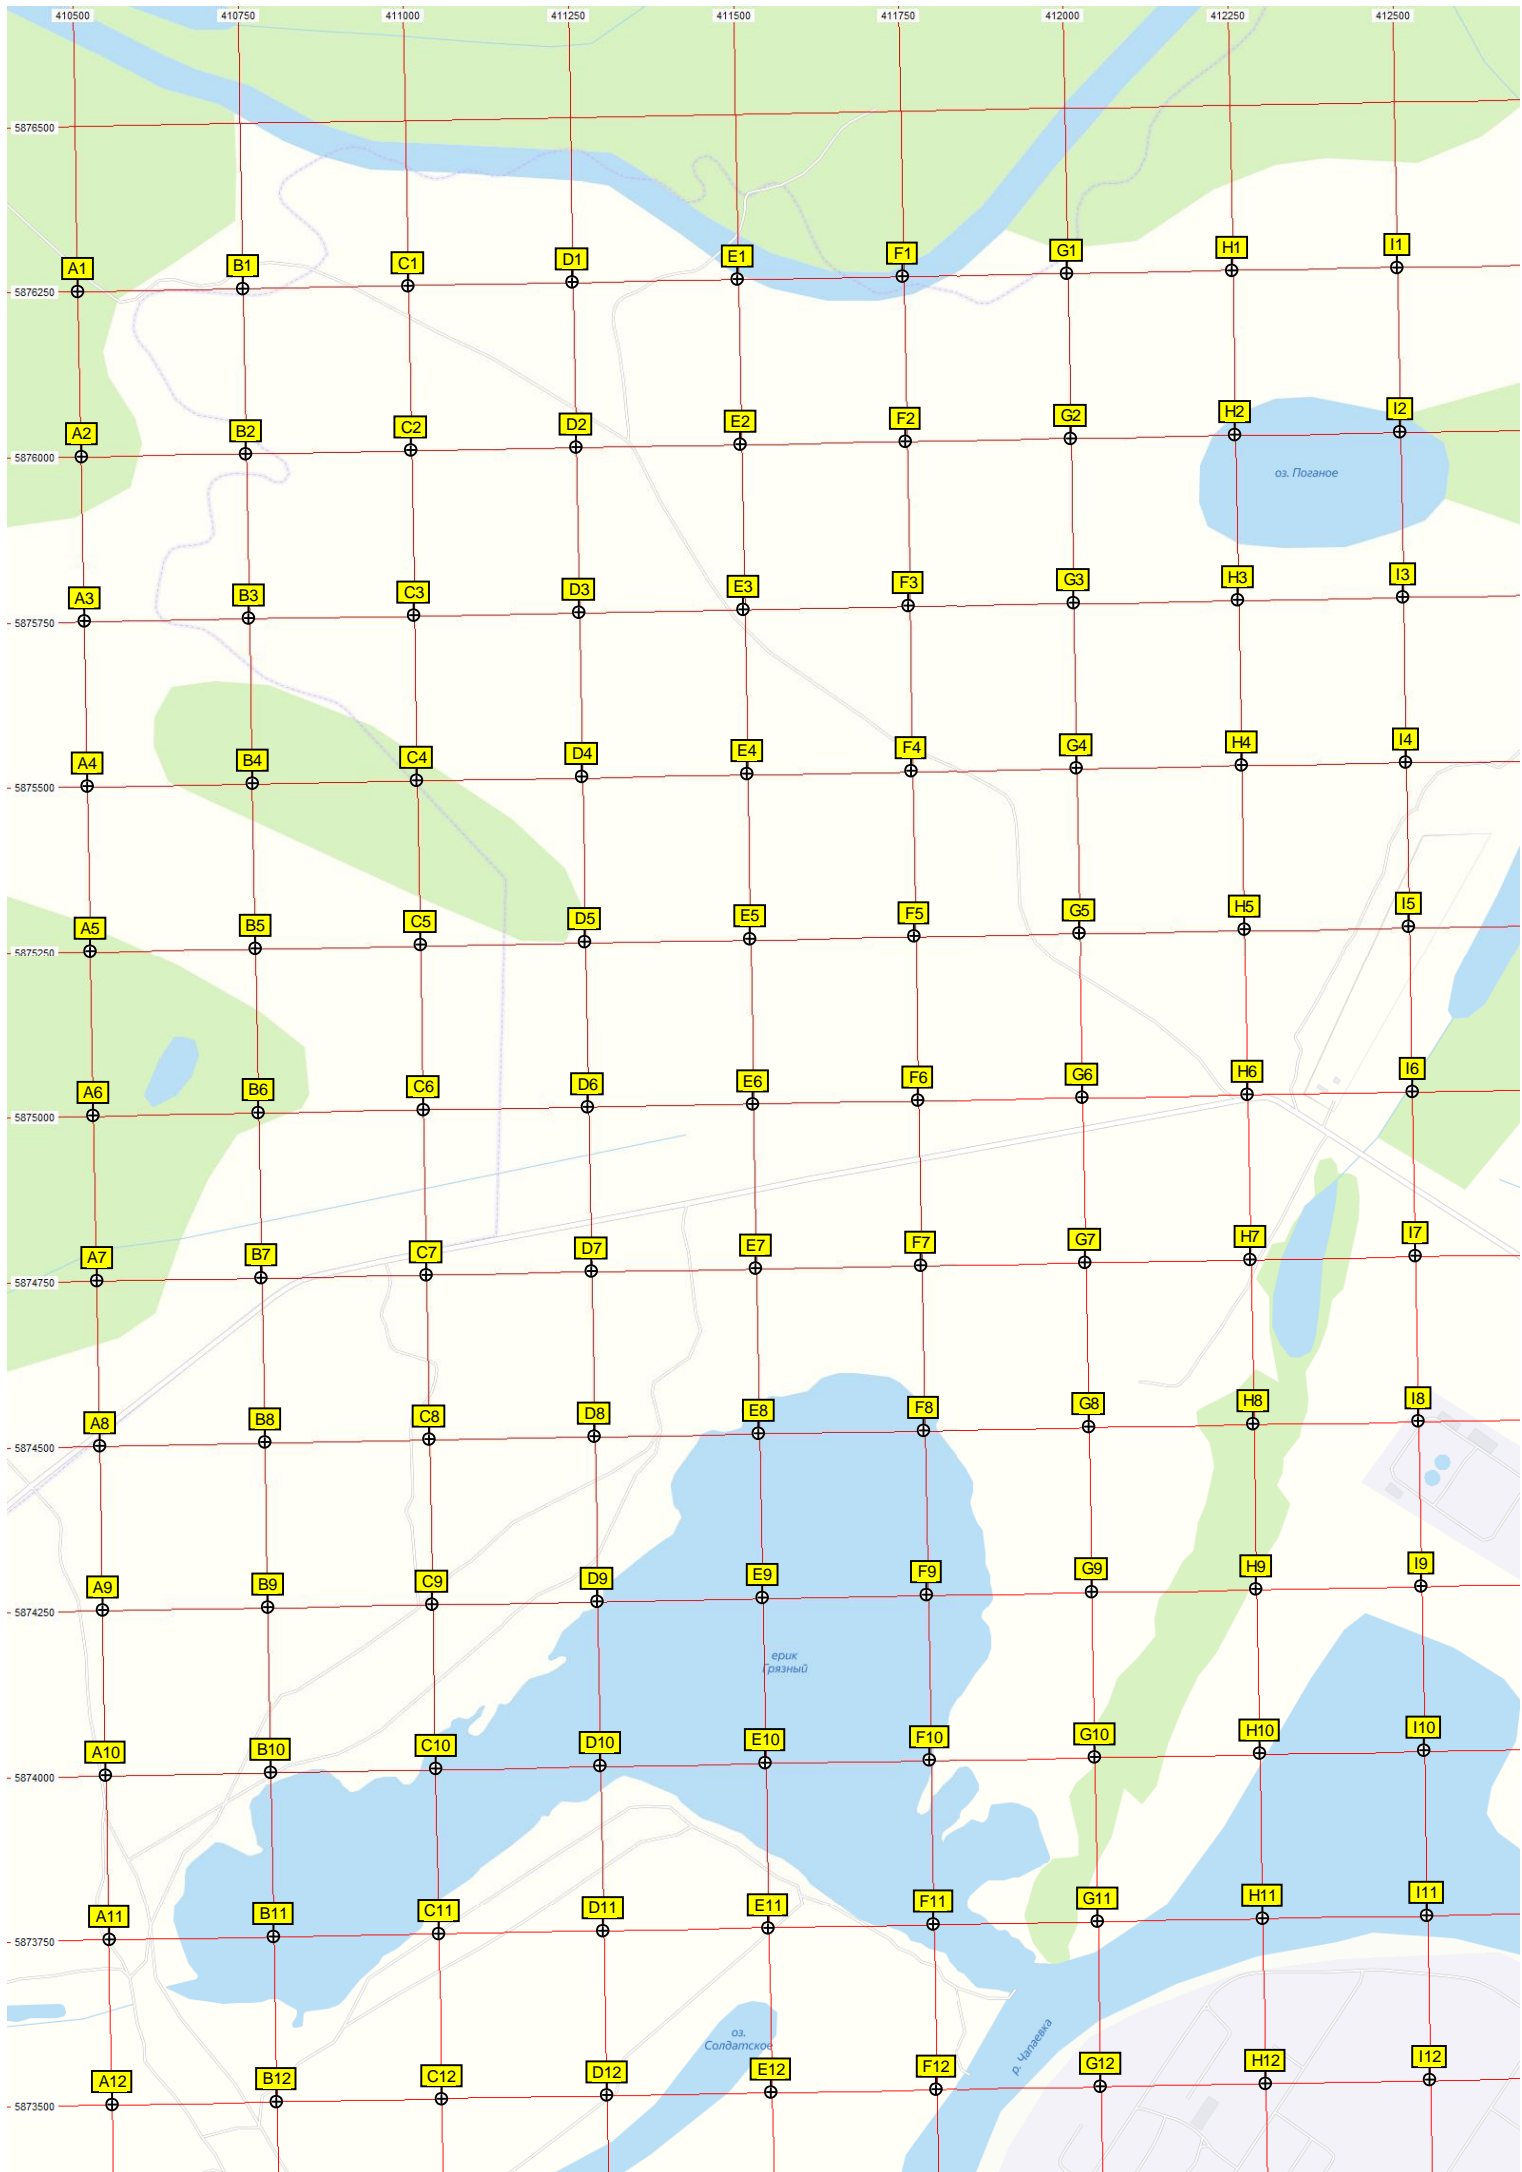 410500 410750 411000 411250 411500 411750 412000 412250 412500
5876500
A1 B1 C1 D1 E1 F1 G1 H1 I1
5876250
A2 B2 C2 D2 E2 F2 G2 H2 I2
5876000
оз. Поганое
A3 B3 C3 D3 E3 F3 G3 H3 I3
5875750
A4 B4 C4 D4 E4 F4 G4 H4 I4
5875500
A5 B5 C5 D5 E5 F5 G5 H5 I5
5875250
A6 B6 C6 D6 E6 F6 G6 H6 I6
5875000
A7 B7 C7 D7 E7 F7 G7 H7 I7
5874750
A8 B8 C8 D8 E8 F8 G8 H8 I8
5874500
A9 B9 C9 D9 E9 F9 G9 H9 I9
5874250
ерик
Грязный
A10 B10 C10 D10 E10 F10 G10 H10 I10
5874000
A11 B11 C11 D11 E11 F11 G11 H11 I11
5873750
оз.
Солдатское
р. Чапаевка
A12 B12 C12 D12 E12 F12 G12 H12 I12
5873500